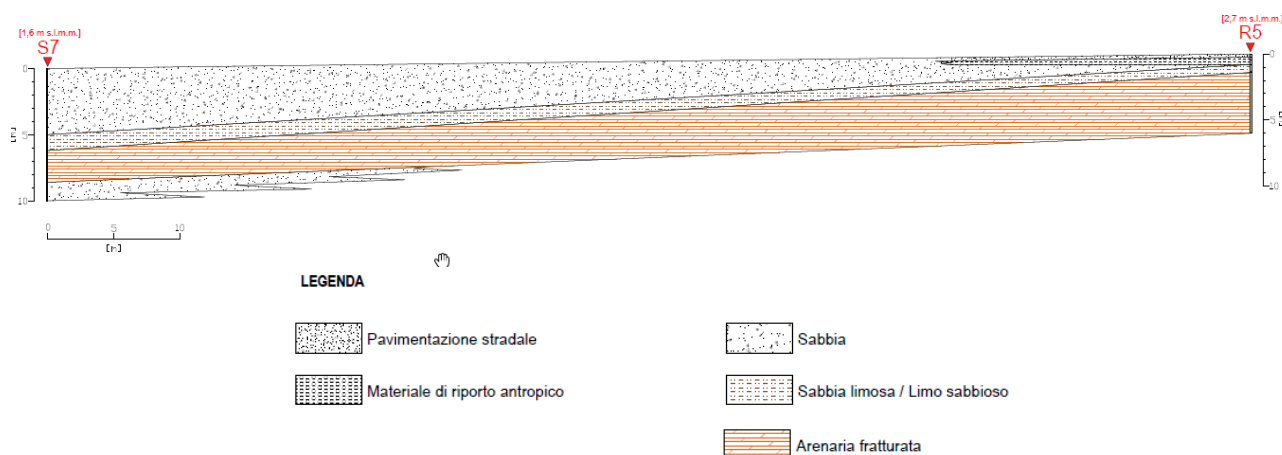 [1,6 m s.l.m.m.]
S7
[2,7 m s.l.m.m.]
R5
0
5
10
[m]
0
5
10
[m]
0
5
10
[m]
LEGENDA
Pavimentazione stradale
Sabbia
Materiale di riporto antropico
Sabbia limosa / Limo sabbioso
Arenaria fratturata